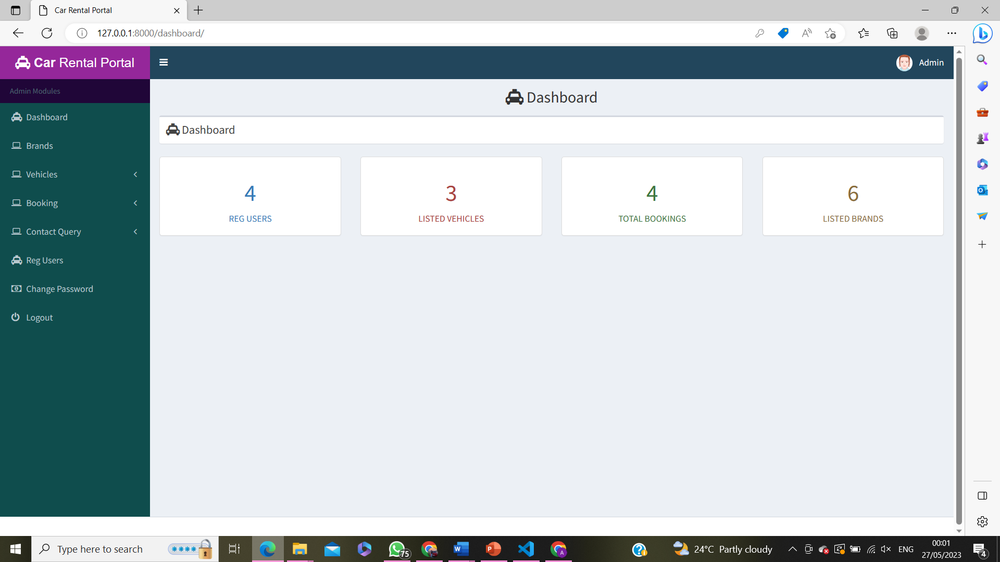 Car Rental Portal
127.0.0.1:8000/dashboard/
Car Rental Portal
Admin
Admin Modules
Dashboard
Brands
Vehicles
Booking
Contact Query
Reg Users
Change Password
Logout
Dashboard
Dashboard
4
REG USERS
3
LISTED VEHICLES
4
TOTAL BOOKINGS
6
LISTED BRANDS
Type here to search
****
75
24°C Partly cloudy
ENG
00:01
27/05/2023
4